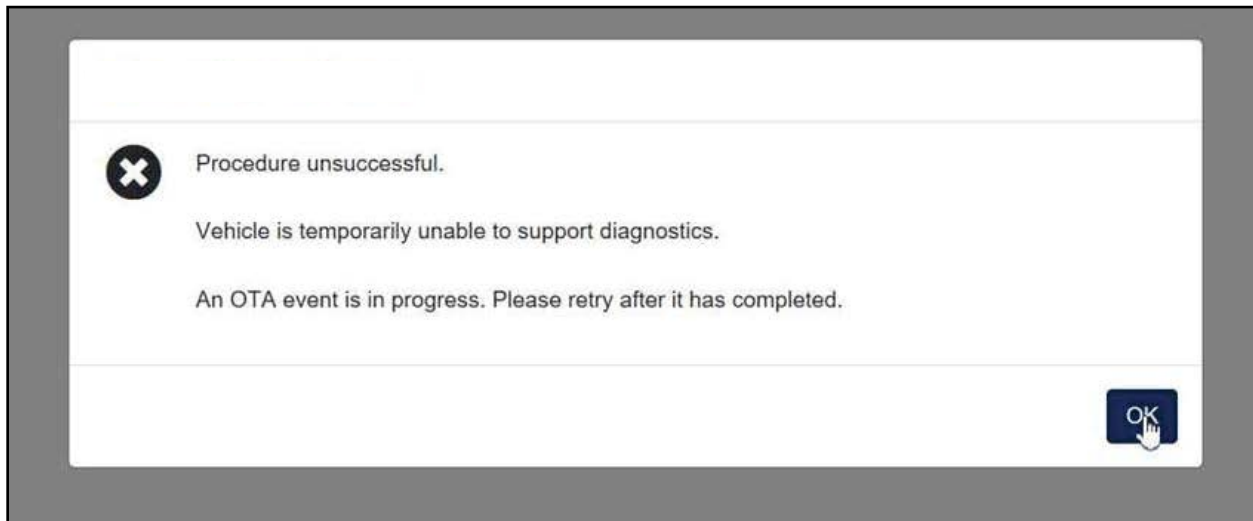 Procedure unsuccessful.
Vehicle is temporarily unable to support diagnostics.
An OTA event is in progress. Please retry after it has completed.
OK